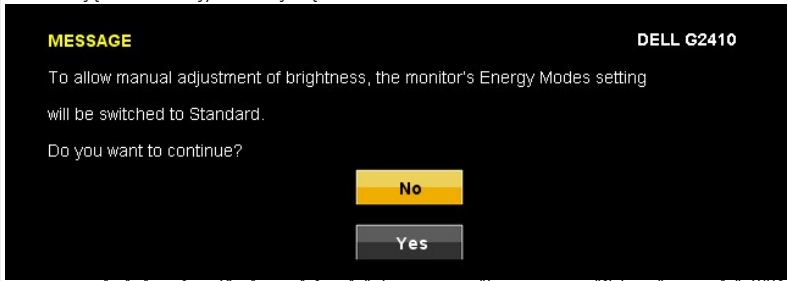 MESSAGE
DELL G2410
To allow manual adjustment of brightness, the monitor's Energy Modes setting
will be switched to Standard.
Do you want to continue?
No
Yes